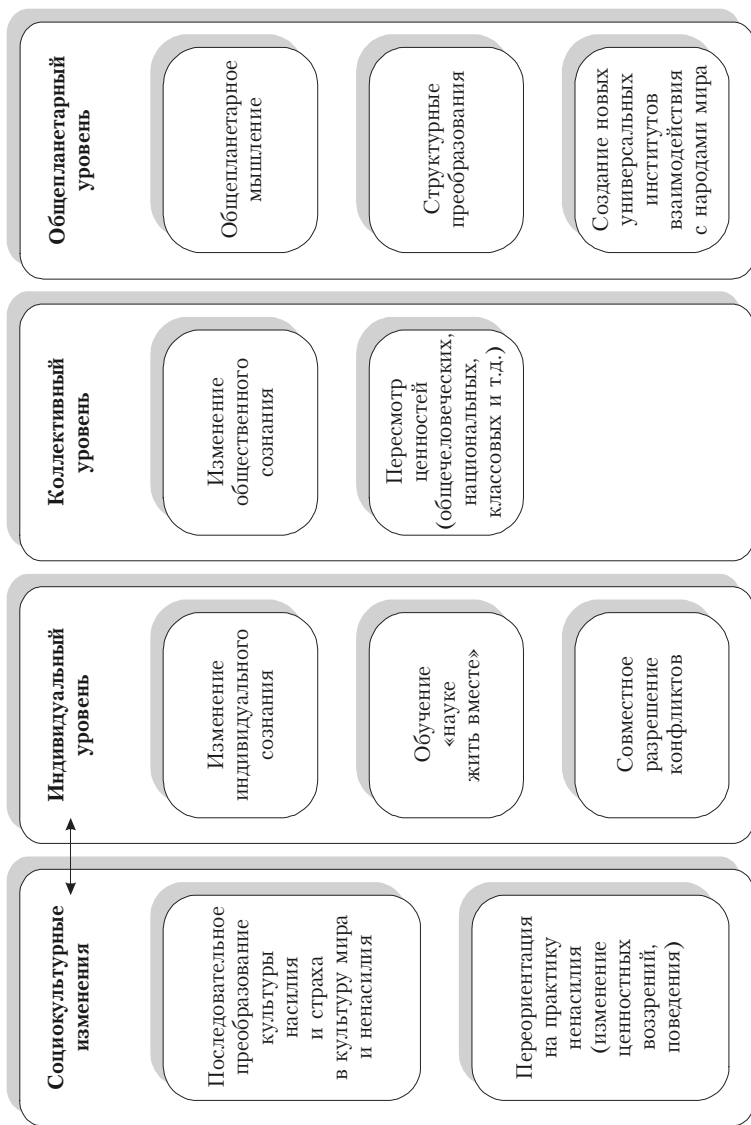 Социокультурные
изменения
Последовательное
преобразование
культуры
насилия
и страха
в культуру мира
и ненасилия
Переориентация
на практику
ненасилия
(изменение
ценностных
воззрений,
поведения)
Индивидуальный
уровень
Изменение
индивидуального
сознания
Обучение
«науке
жить вместе»
Совместное
разрешение
конфликтов
Коллективный
уровень
Изменение
общественного
сознания
Пересмотр
ценностей
(общечеловеческих,
национальных,
классовых и т.д.)
Общепланетарный
уровень
Общепланетарное
мышление
Структурные
преобразования
Создание новых
универсальных
институтов
взаимодействия
с народами мира